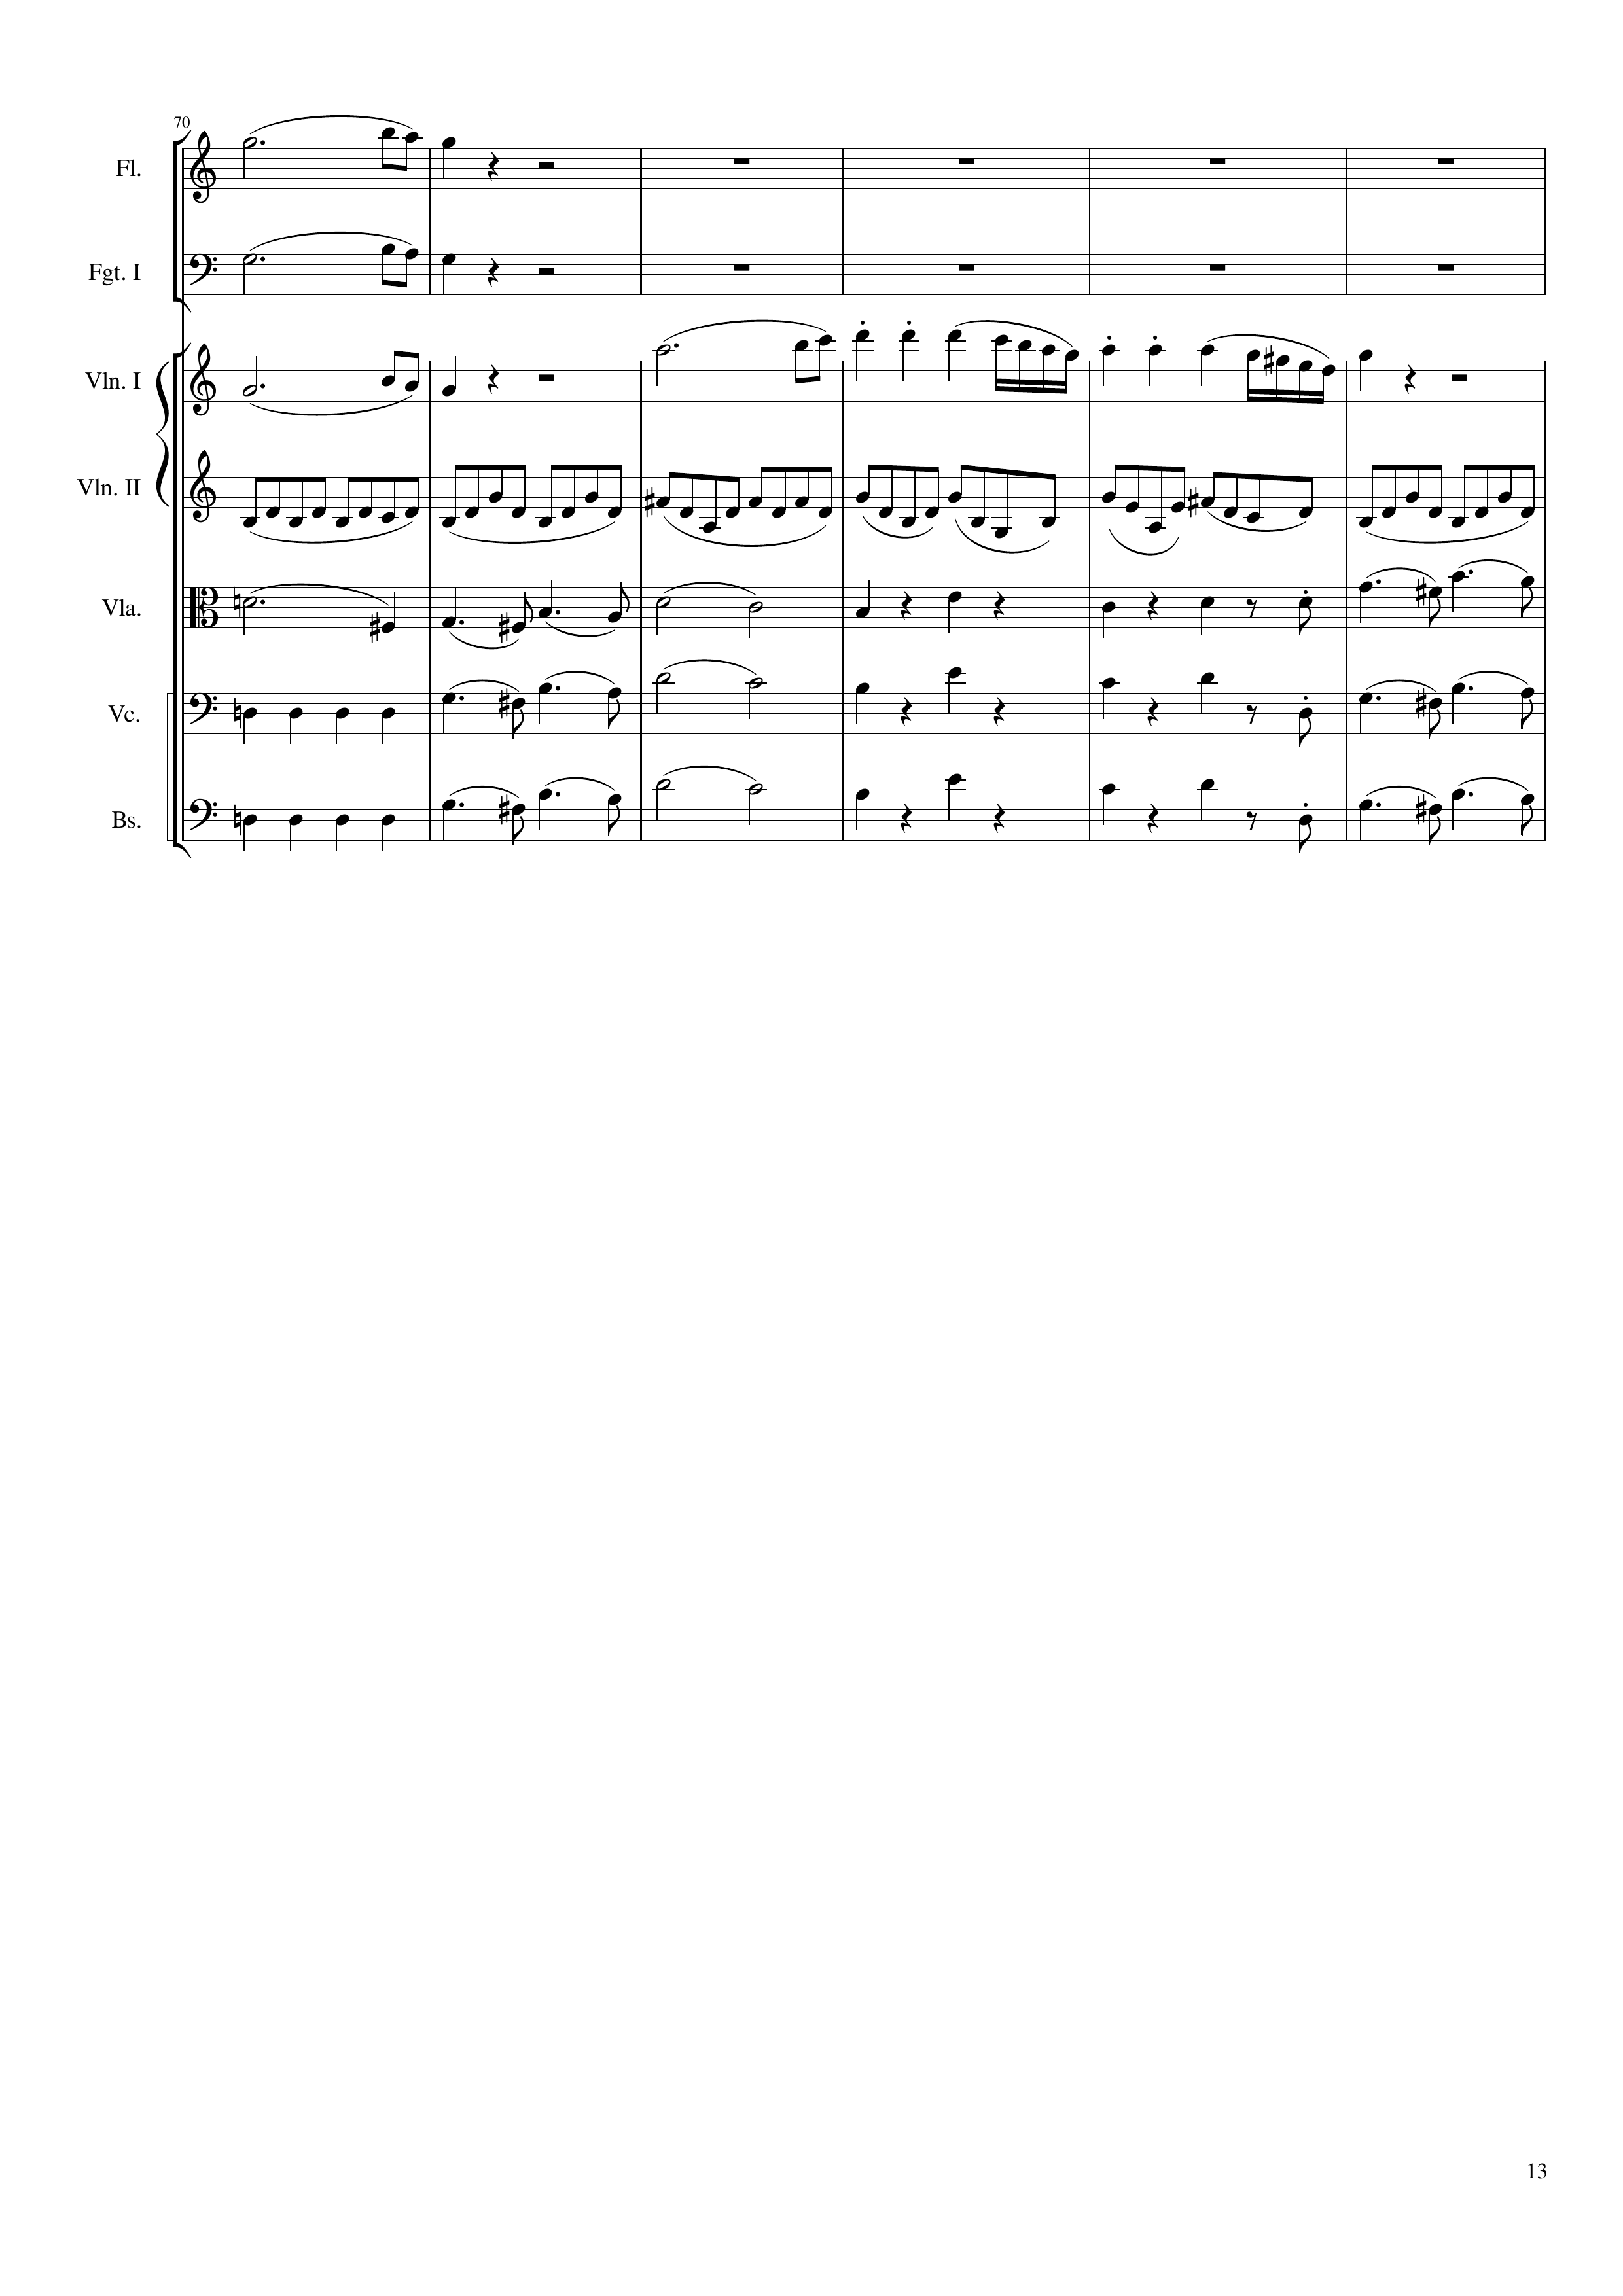 70
Fl.
Fgt. I
Vln. I
Vln. II
Vla.
Vc.
Bs.
13